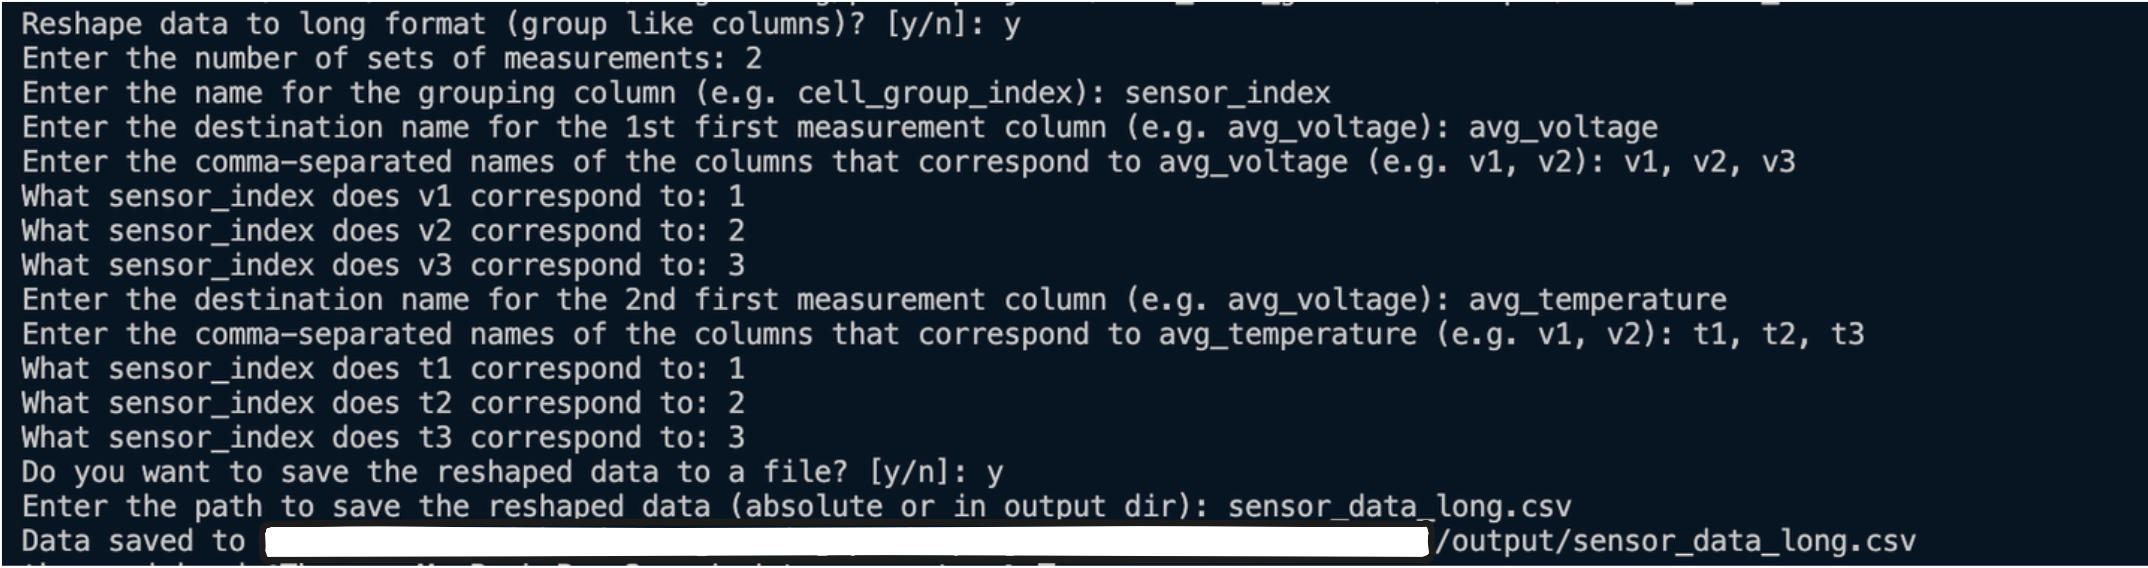 Reshape data to long format (group like columns)? [y/n]: y
Enter the number of sets of measurements: 2
Enter the name for the grouping column (e.g. cell_group_index): sensor_index
Enter the destination name for the 1st first measurement column (e.g. avg_voltage): avg_voltage
Enter the comma-separated names of the columns that correspond to avg_voltage (e.g. v1, v2): v1, v2, v3
What sensor_index does v1 correspond to: 1
What sensor_index does v2 correspond to: 2
What sensor_index does v3 correspond to: 3
Enter the destination name for the 2nd first measurement column (e.g. avg_voltage): avg_temperature
Enter the comma-separated names of the columns that correspond to avg_temperature (e.g. v1, v2): t1, t2, t3
What sensor_index does t1 correspond to: 1
What sensor_index does t2 correspond to: 2
What sensor_index does t3 correspond to: 3
Do you want to save the reshaped data to a file? [y/n]: y
Enter the path to save the reshaped data (absolute or in output dir): sensor_data_long.csv
Data saved to /output/sensor_data_long.csv